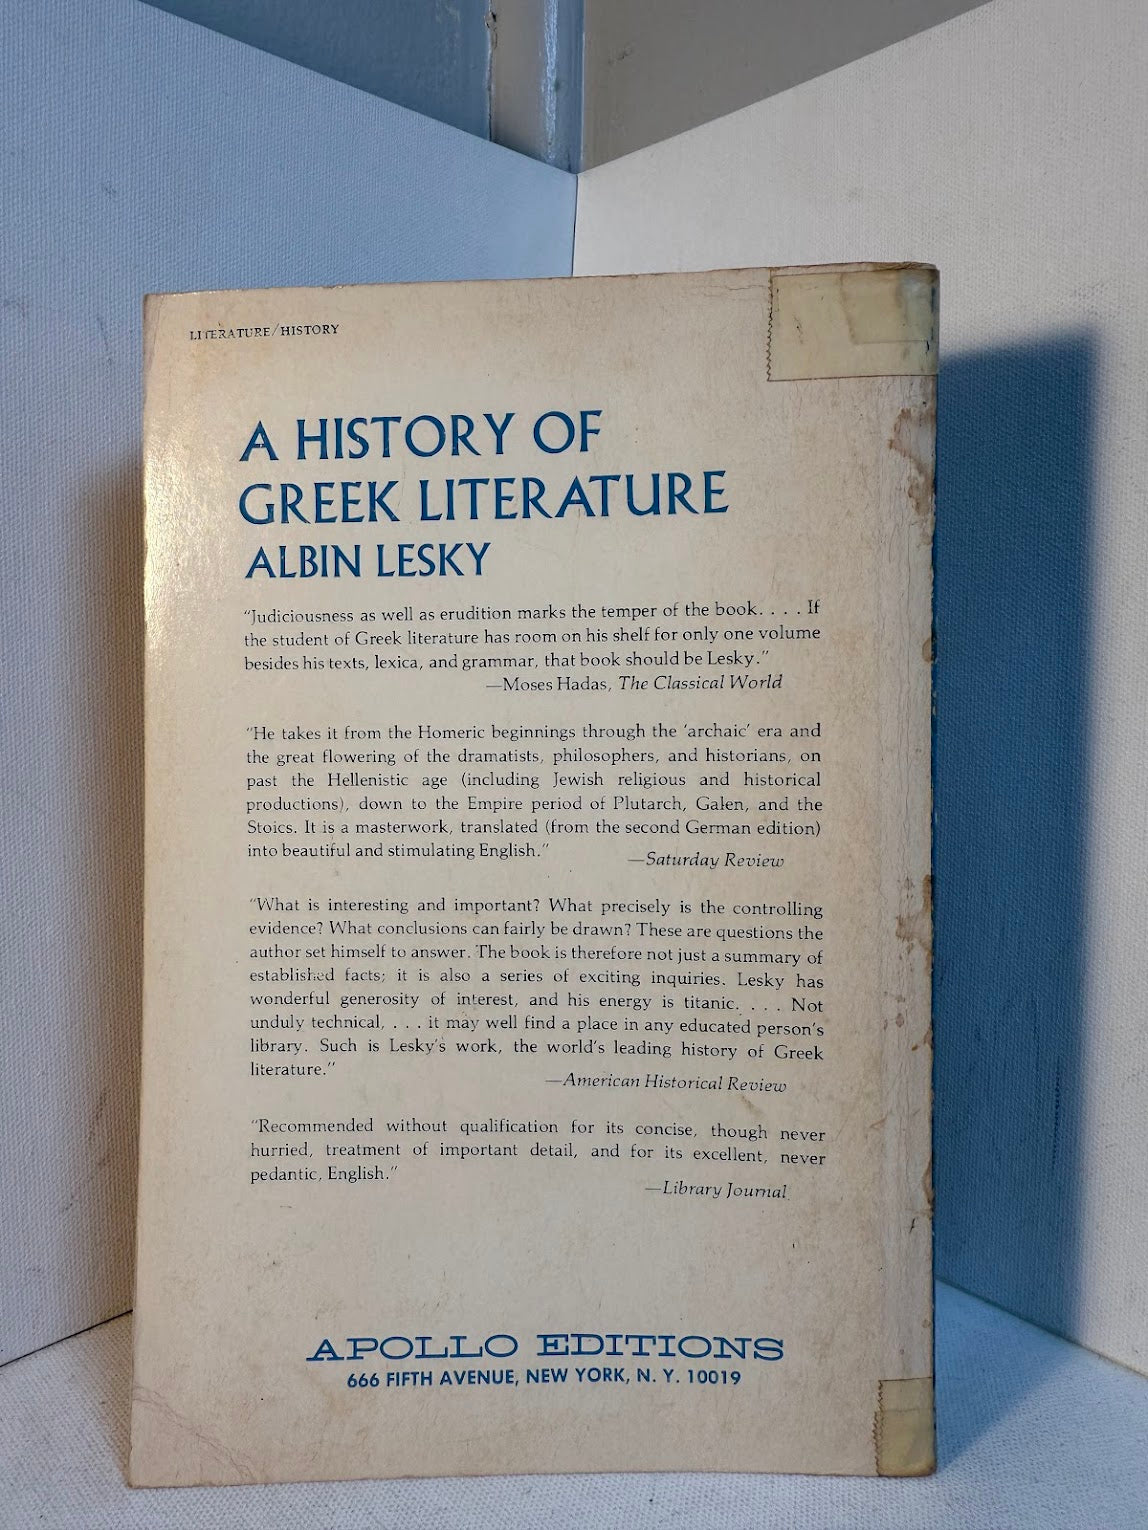 LITERATURE/HISTORY
A HISTORY OF
GREEK LITERATURE
ALBIN LESKY
"Judiciousness as well as erudition marks the temper of the book. . . . If
the student of Greek literature has room on his shelf for only one volume
besides his texts, lexica, and grammar, that book should be Lesky."
—Moses Hadas, The Classical World
"He takes it from the Homeric beginnings through the 'archaic' era and
the great flowering of the dramatists, philosophers, and historians, on
past the Hellenistic age (including Jewish religious and historical
productions), down to the Empire period of Plutarch, Galen, and the
Stoics. It is a masterwork, translated (from the second German edition)
into beautiful and stimulating English."
—Saturday Review
"What is interesting and important? What precisely is the controlling
evidence? What conclusions can fairly be drawn? These are questions the
author set himself to answer. The book is therefore not just a summary of
established facts; it is also a series of exciting inquiries. Lesky has
wonderful generosity of interest, and his energy is titanic. . . . Not
unduly technical, . . . it may well find a place in any educated person's
library. Such is Lesky's work, the world's leading history of Greek
literature."
—American Historical Review
"Recommended without qualification for its concise, though never
hurried, treatment of important detail, and for its excellent, never
pedantic, English."
—Library Journal
APOLLO EDITIONS
666 FIFTH AVENUE, NEW YORK, N. Y. 10019